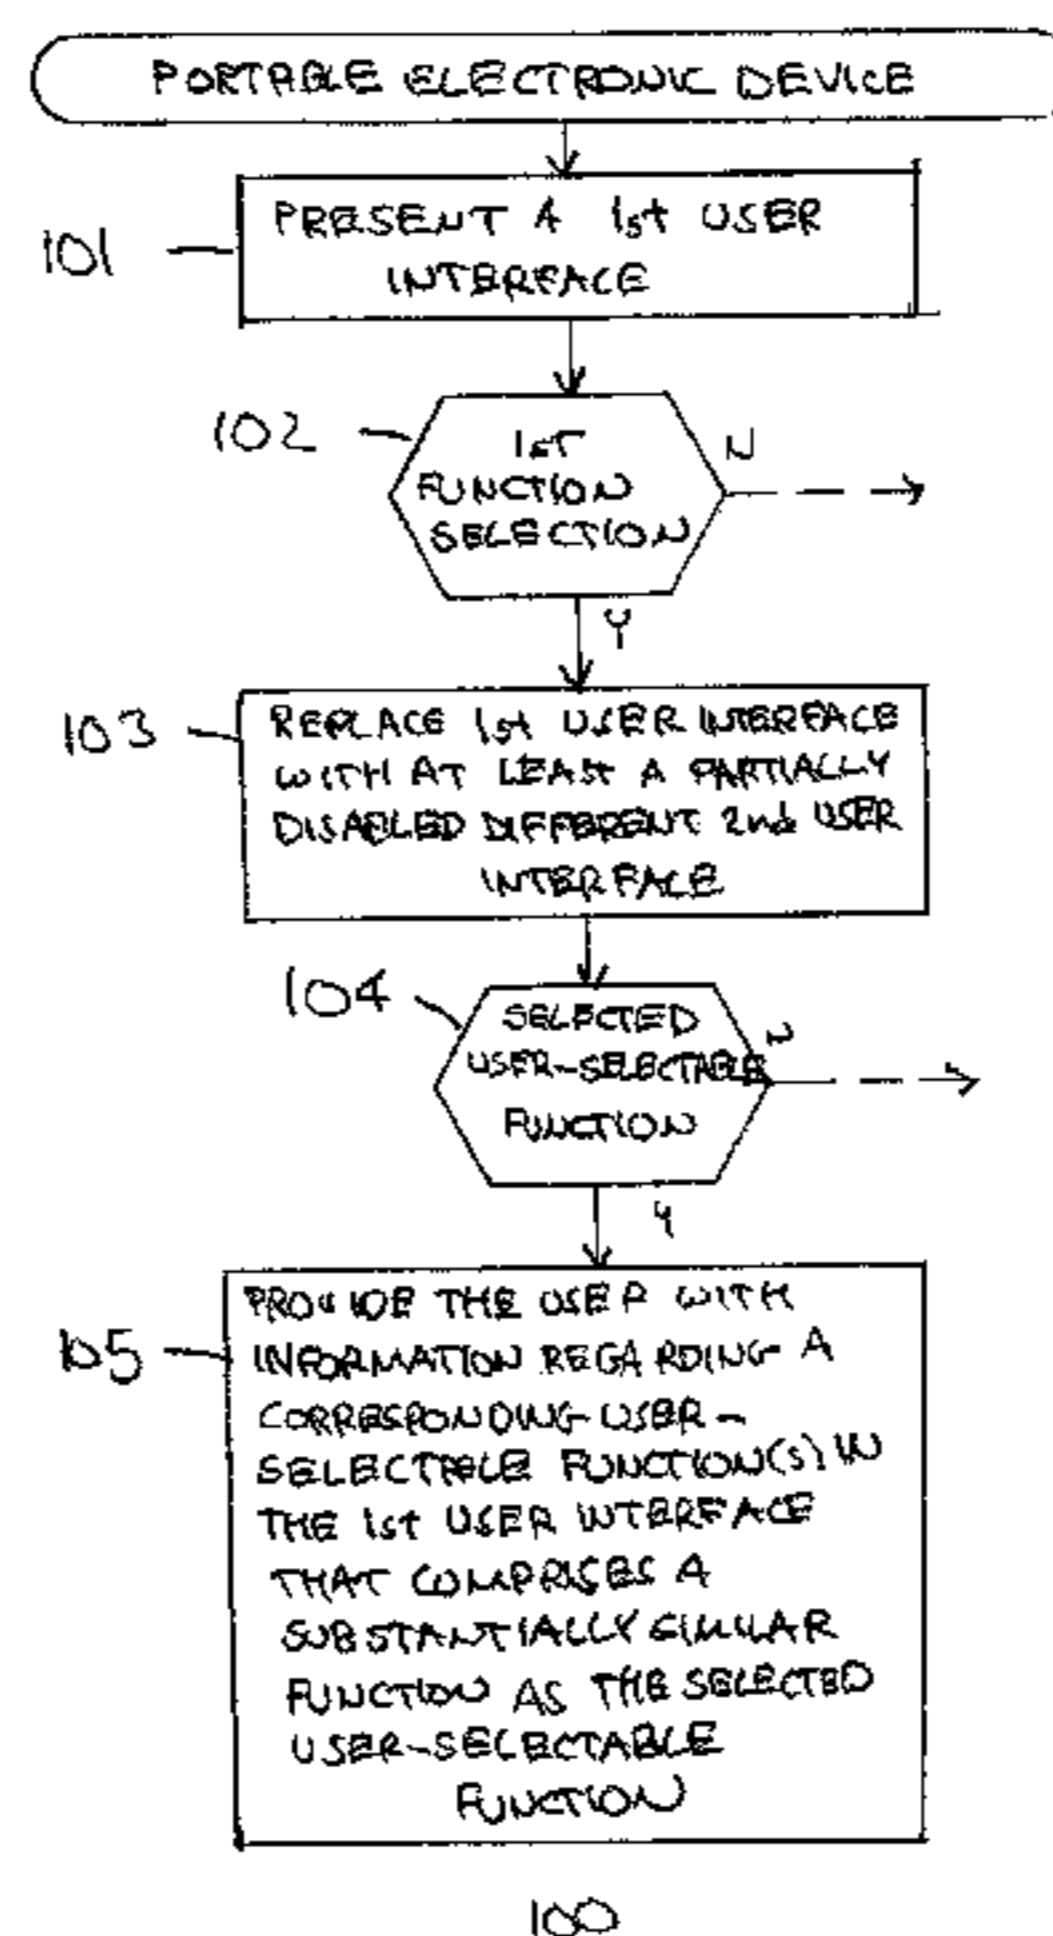 PORTABLE ELECTRONIC DEVICE
101
PRESENT A 1st USER
INTERFACE
102
1ST
FUNCTION
SELECTION
N
Y
103
REPLACE 1st USER INTERFACE
WITH AT LEAST A PARTIALLY
DISABLED DIFFERENT 2nd USER
INTERFACE
104
SELECTED
USER-SELECTABLE
FUNCTION
N
Y
105
PROVIDE THE USER WITH
INFORMATION REGARDING A
CORRESPONDING USER-
SELECTABLE FUNCTION(S) IN
THE 1st USER INTERFACE
THAT COMPRISES A
SUBSTANTIALLY SIMILAR
FUNCTION AS THE SELECTED
USER-SELECTABLE
FUNCTION
100